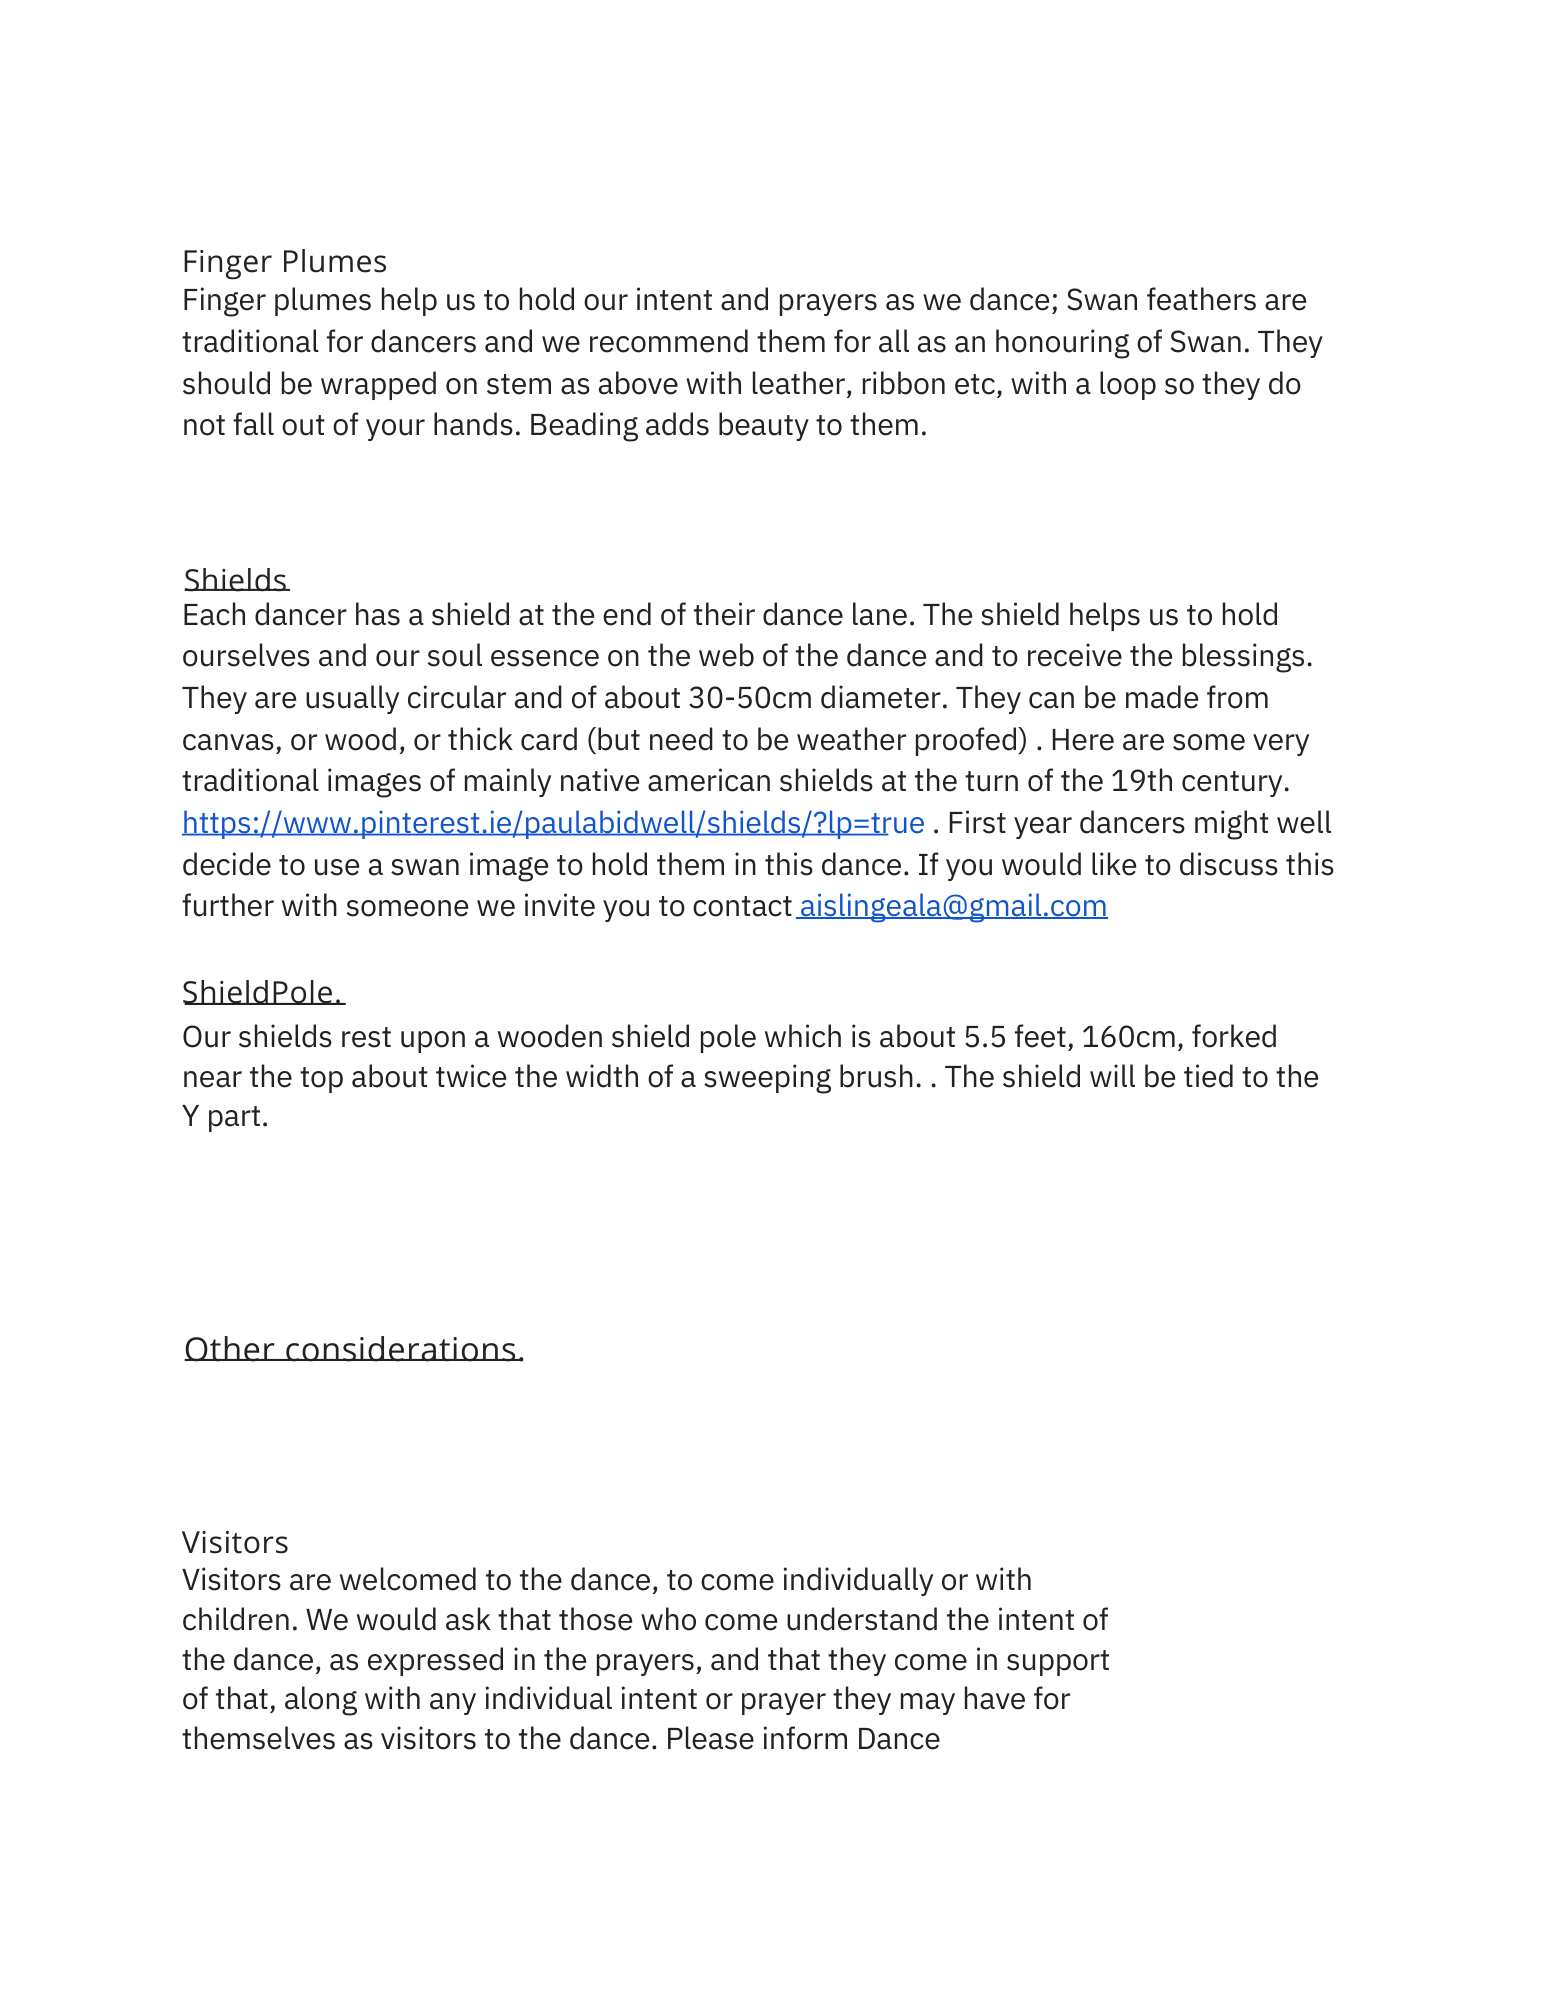 Finger Plumes
Finger plumes help us to hold our intent and prayers as we dance; Swan feathers are
traditional for dancers and we recommend them for all as an honouring of Swan. They
should be wrapped on stem as above with leather, ribbon etc, with a loop so they do
not fall out of your hands. Beading adds beauty to them.
Shields
Each dancer has a shield at the end of their dance lane. The shield helps us to hold
ourselves and our soul essence on the web of the dance and to receive the blessings.
They are usually circular and of about 30-50cm diameter. They can be made from
canvas, or wood, or thick card (but need to be weather proofed) . Here are some very
traditional images of mainly native american shields at the turn of the 19th century.
https://www.pinterest.ie/paulabidwell/shields/?lp=true . First year dancers might well
decide to use a swan image to hold them in this dance. If you would like to discuss this
further with someone we invite you to contact aislingeala@gmail.com
ShieldPole.
Our shields rest upon a wooden shield pole which is about 5.5 feet, 160cm, forked
near the top about twice the width of a sweeping brush. . The shield will be tied to the
Y part.
Other considerations.
Visitors
Visitors are welcomed to the dance, to come individually or with
children. We would ask that those who come understand the intent of
the dance, as expressed in the prayers, and that they come in support
of that, along with any individual intent or prayer they may have for
themselves as visitors to the dance. Please inform Dance